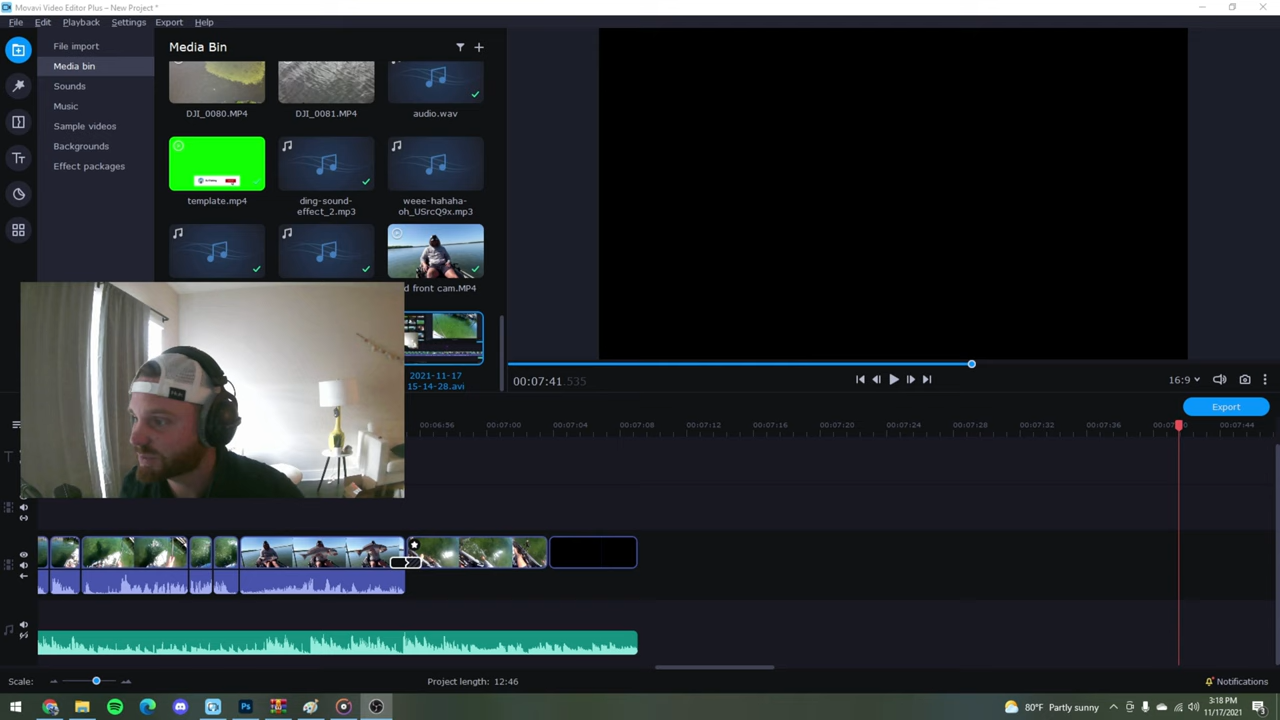 Movavi Video Editor Plus – New Project *
File Edit Playback Settings Export Help
File import
Media bin
Sounds
Music
Sample videos
Backgrounds
Effect packages
Media Bin
DJI_0080.MP4 DJI_0081.MP4 audio.wav
template.mp4 ding-sound-effect_2.mp3 weee-hahaha-oh_USrcQ9x.mp3
d front cam.MP4
2021-11-17
15-14-28.avi
00:07:41.535
16:9
Export
00:06:56 00:07:00 00:07:04 00:07:08 00:07:12 00:07:16 00:07:20 00:07:24 00:07:28 00:07:32 00:07:36 00:07:44
Scale:
Project length: 12:46
Notifications
80°F Partly sunny
3:18 PM
11/17/2021
3